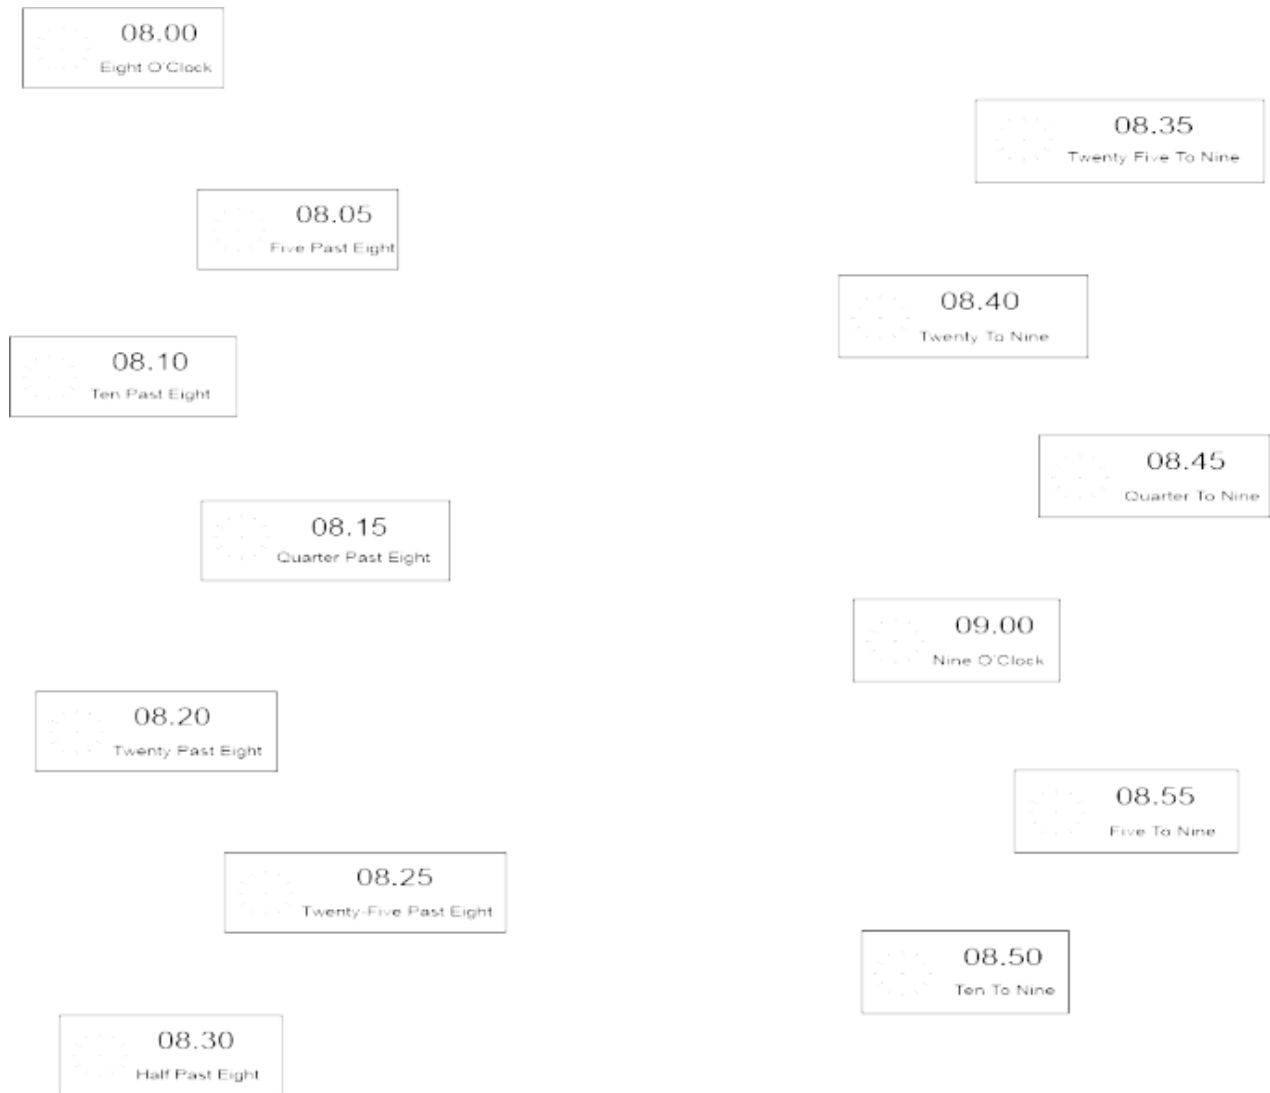 08.00
Eight O'Clock
08.05
Five Past Eight
08.10
Ten Past Eight
08.15
Quarter Past Eight
08.20
Twenty Past Eight
08.25
Twenty-Five Past Eight
08.30
Half Past Eight
08.35
Twenty Five To Nine
08.40
Twenty To Nine
08.45
Quarter To Nine
09.00
Nine O'Clock
08.55
Five To Nine
08.50
Ten To Nine